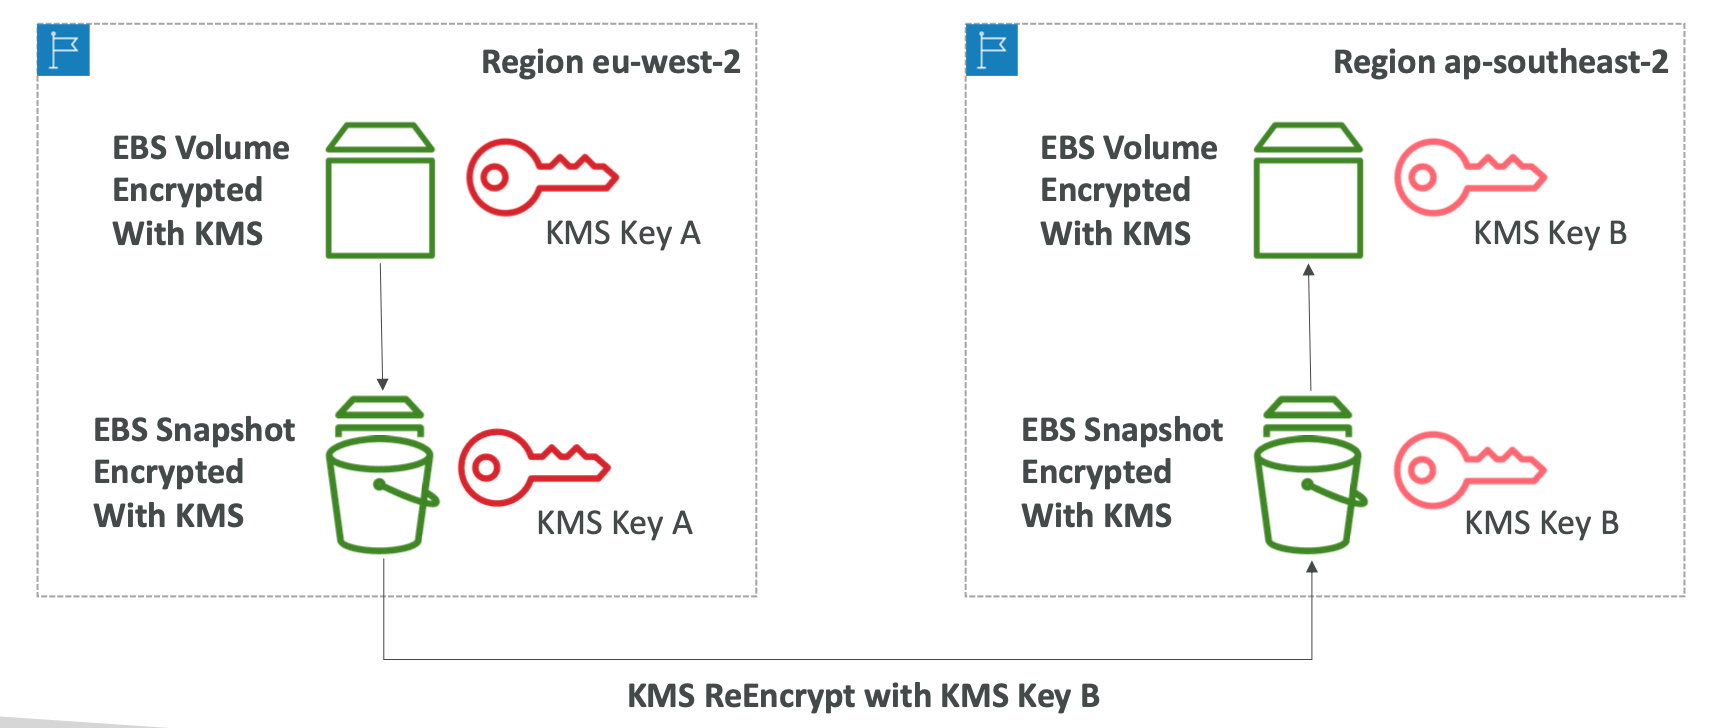 Region eu-west-2
EBS Volume
Encrypted
With KMS
KMS Key A
EBS Snapshot
Encrypted
With KMS
KMS Key A
Region ap-southeast-2
EBS Volume
Encrypted
With KMS
KMS Key B
EBS Snapshot
Encrypted
With KMS
KMS Key B
KMS ReEncrypt with KMS Key B